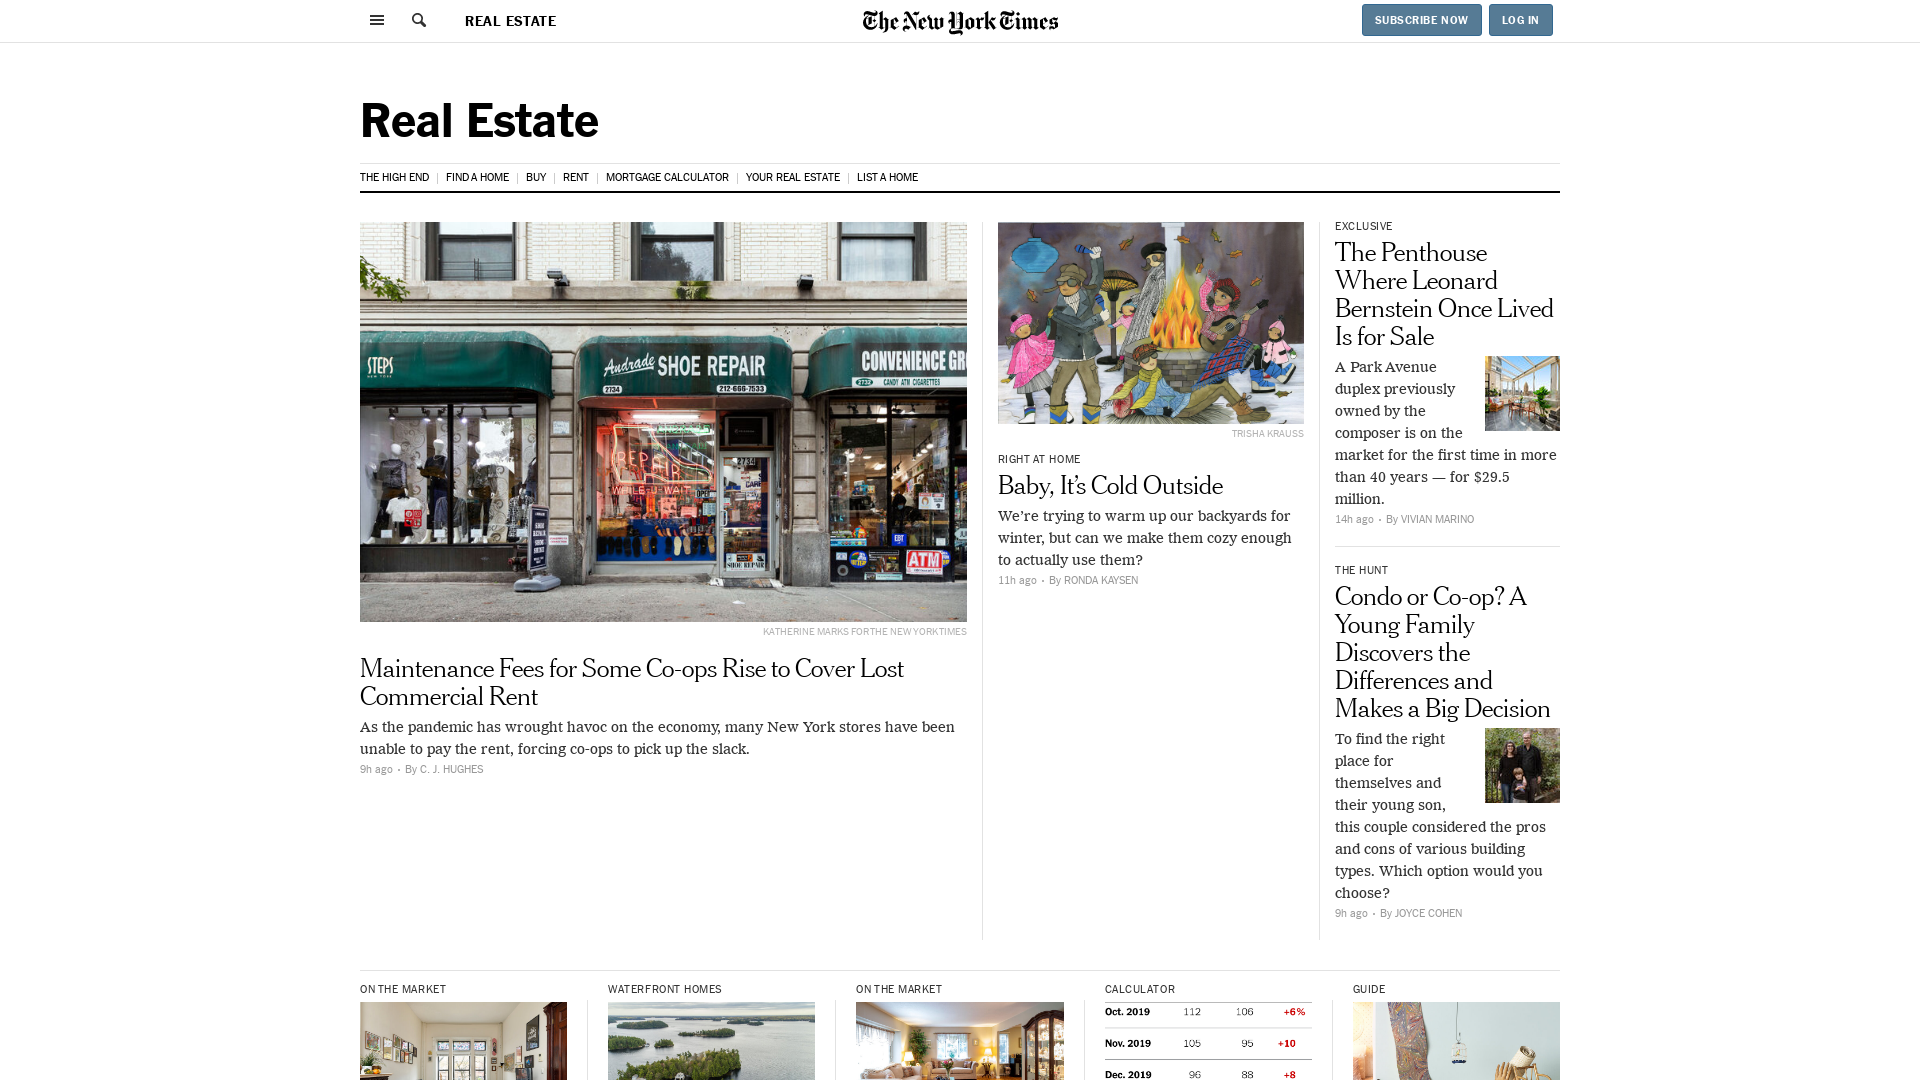 REAL ESTATE
The New York Times
SUBSCRIBE NOW
LOG IN
Real Estate
THE HIGH END
FIND A HOME
BUY
RENT
MORTGAGE CALCULATOR
YOUR REAL ESTATE
LIST A HOME
STEPS
NEW YORK
Andrade SHOE REPAIR
2734
212-666-7533
CONVENIENCE GR
2732
CANDY ATM CIGARETTES
REPAIR
WHILE-U-WAIT
OPEN
2734
SHOE REPAIR
EBT
ATM
KATHERINE MARKS FOR THE NEW YORK TIMES
Maintenance Fees for Some Co-ops Rise to Cover Lost
Commercial Rent
As the pandemic has wrought havoc on the economy, many New York stores have been
unable to pay the rent, forcing co-ops to pick up the slack.
9h ago • By C. J. HUGHES
TRISHA KRAUSS
RIGHT AT HOME
Baby, It’s Cold Outside
We’re trying to warm up our backyards for
winter, but can we make them cozy enough
to actually use them?
11h ago • By RONDA KAYSEN
EXCLUSIVE
The Penthouse
Where Leonard
Bernstein Once Lived
Is for Sale
A Park Avenue
duplex previously
owned by the
composer is on the
market for the first time in more
than 40 years — for $29.5
million.
14h ago • By VIVIAN MARINO
THE HUNT
Condo or Co-op? A
Young Family
Discovers the
Differences and
Makes a Big Decision
To find the right
place for
themselves and
their young son,
this couple considered the pros
and cons of various building
types. Which option would you
choose?
9h ago • By JOYCE COHEN
ON THE MARKET
WATERFRONT HOMES
ON THE MARKET
CALCULATOR
Oct. 2019 112 106 +6%
Nov. 2019 105 95 +10
Dec. 2019 96 88 +8
GUIDE